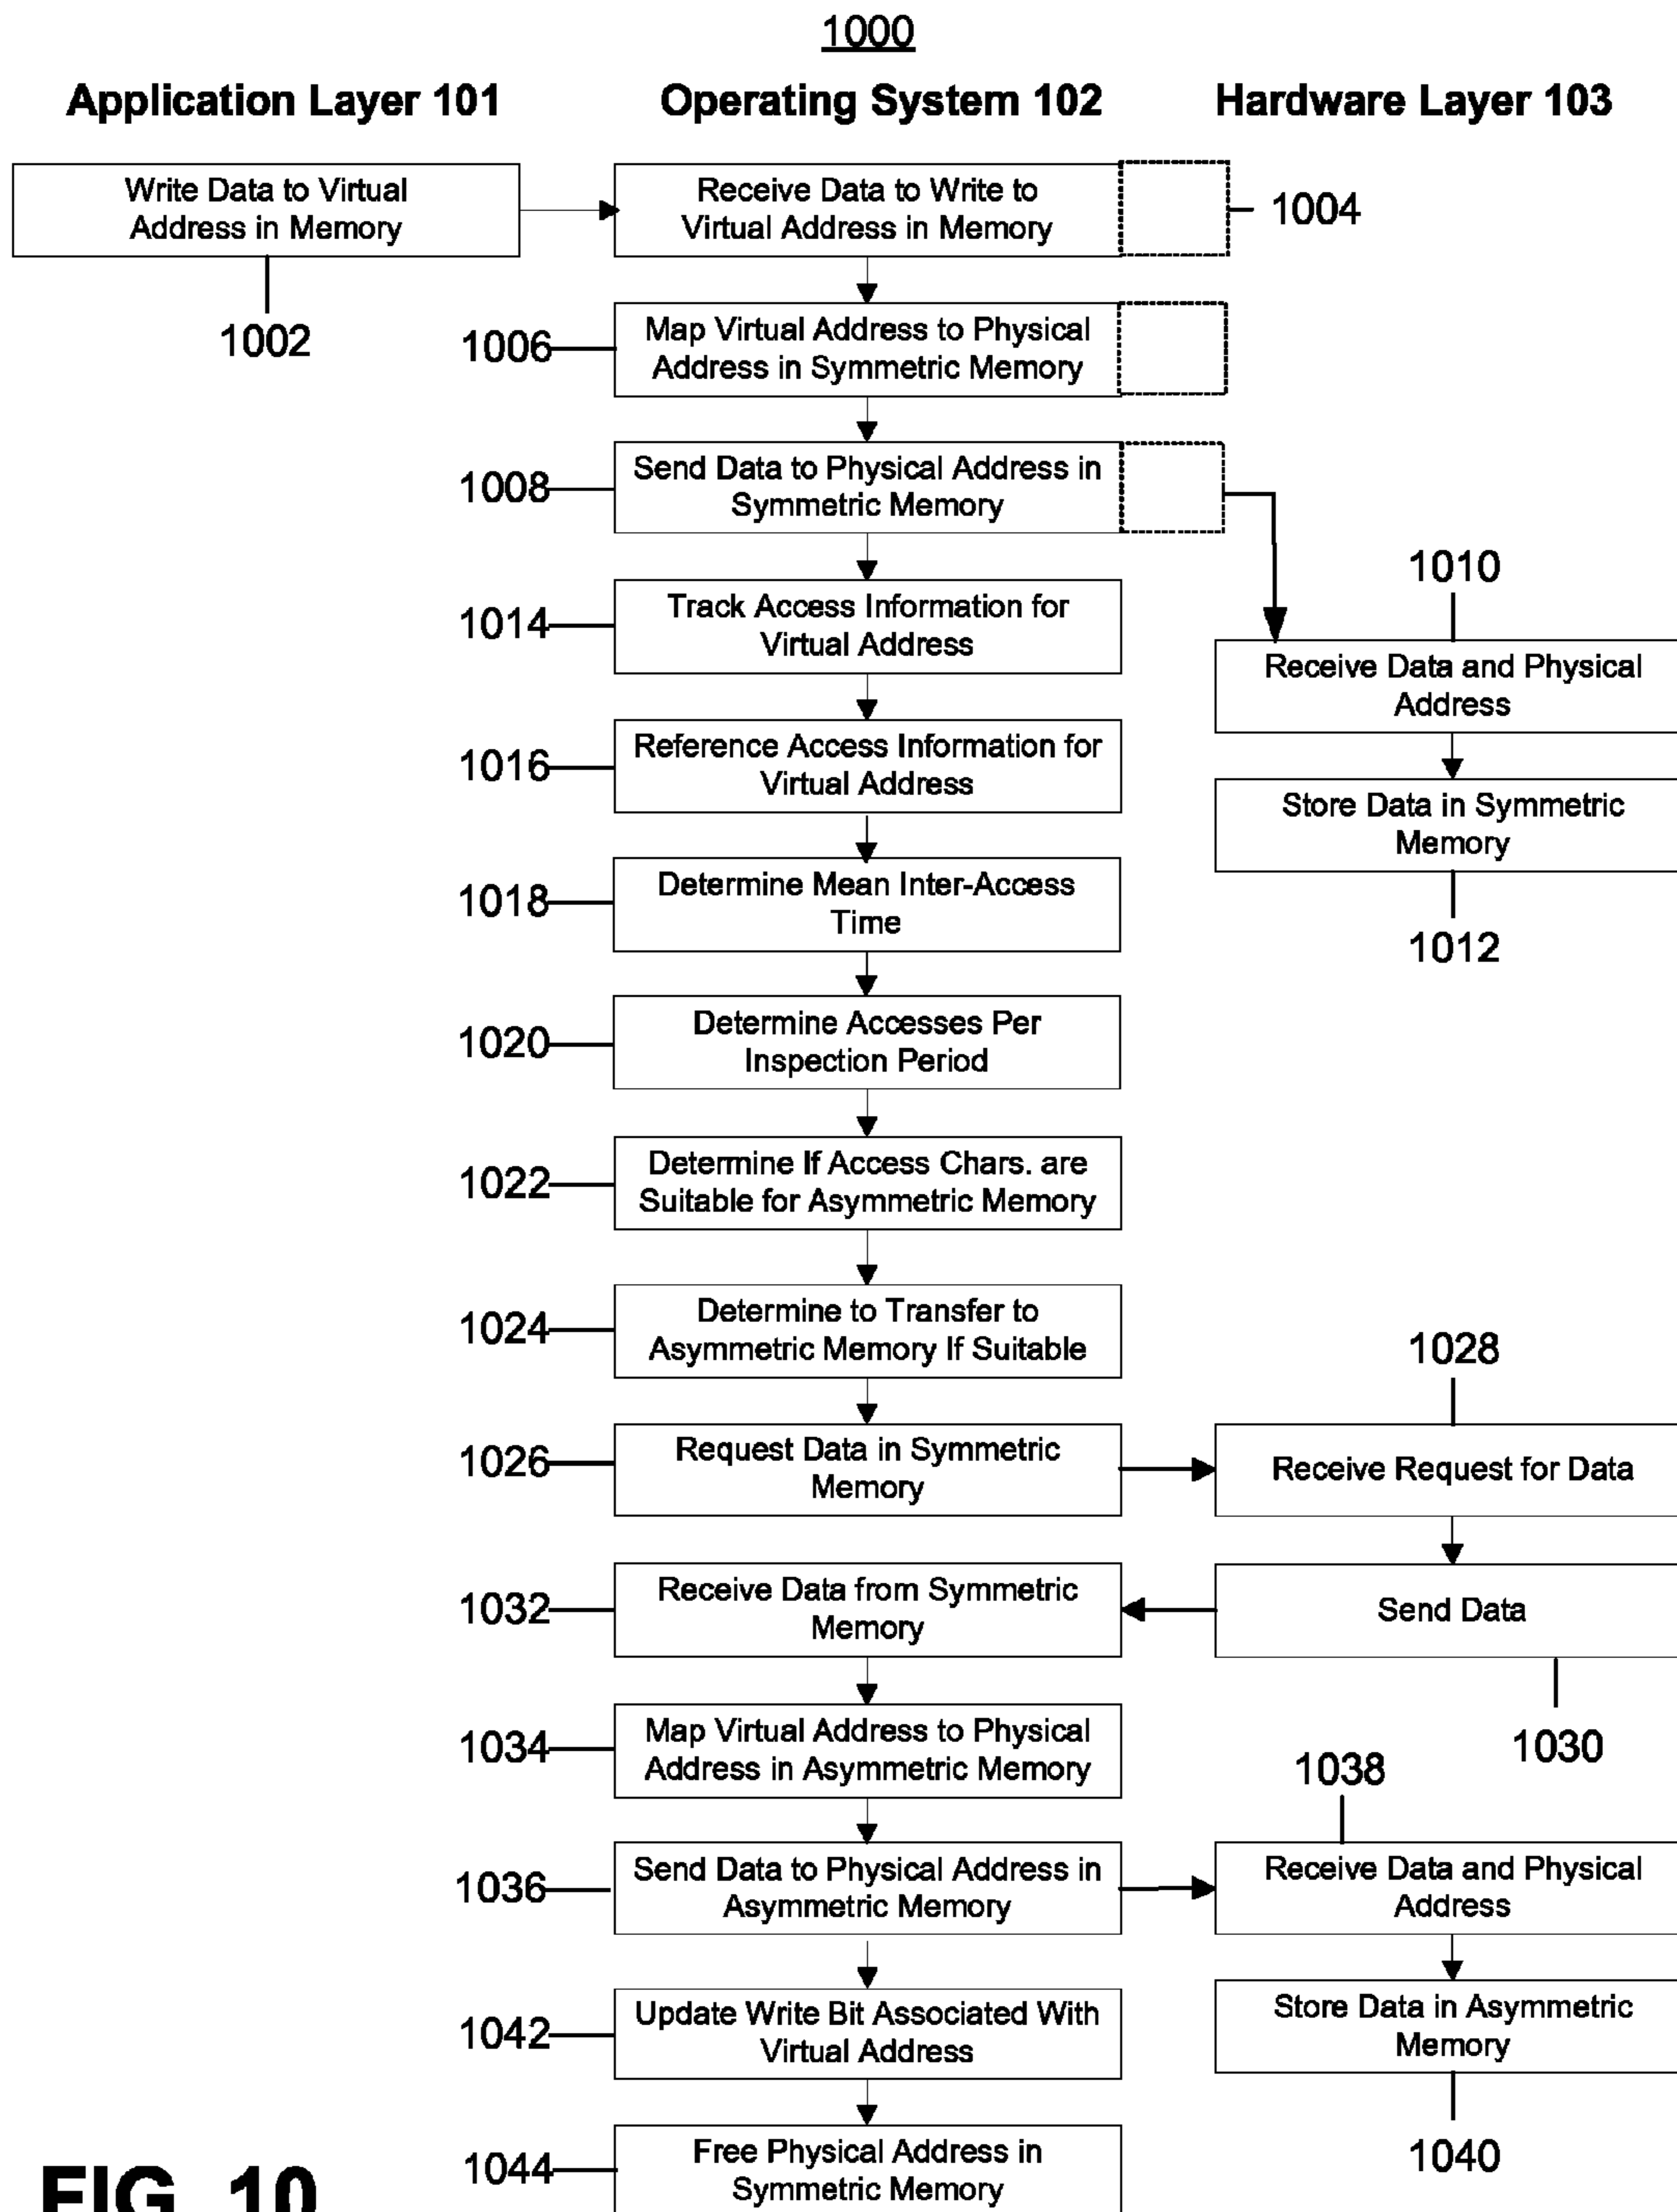 1000
Application Layer 101
Operating System 102
Hardware Layer 103
Write Data to Virtual
Address in Memory
1002
Receive Data to Write to
Virtual Address in Memory
1004
1006
Map Virtual Address to Physical
Address in Symmetric Memory
1008
Send Data to Physical Address in
Symmetric Memory
1010
Receive Data and Physical
Address
Store Data in Symmetric
Memory
1012
1014
Track Access Information for
Virtual Address
1016
Reference Access Information for
Virtual Address
1018
Determine Mean Inter-Access
Time
1020
Determine Accesses Per
Inspection Period
1022
Determine If Access Chars. are
Suitable for Asymmetric Memory
1024
Determine to Transfer to
Asymmetric Memory If Suitable
1026
Request Data in Symmetric
Memory
1028
Receive Request for Data
Send Data
1030
1032
Receive Data from Symmetric
Memory
1034
Map Virtual Address to Physical
Address in Asymmetric Memory
1036
Send Data to Physical Address in
Asymmetric Memory
1038
Receive Data and Physical
Address
Store Data in Asymmetric
Memory
1040
1042
Update Write Bit Associated With
Virtual Address
1044
Free Physical Address in
Symmetric Memory
FIG. 10